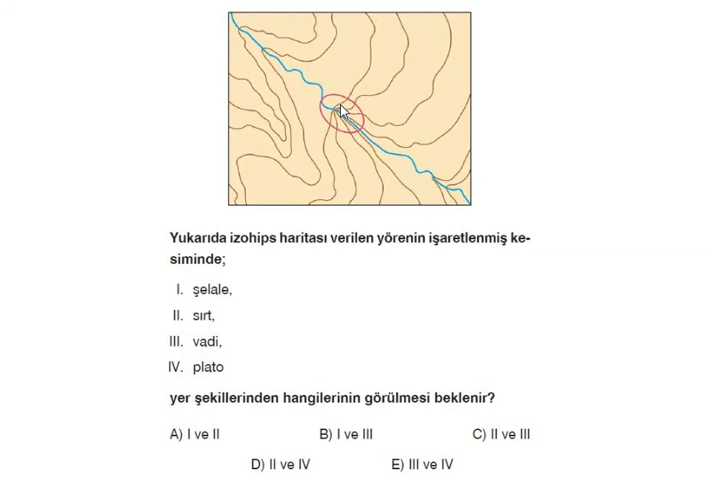 Yukarıda izohips haritası verilen yörenin işaretlenmiş ke-
siminde;
I. şelale,
II. sırt,
III. vadi,
IV. plato
yer şekillerinden hangilerinin görülmesi beklenir?
A) I ve II B) I ve III C) II ve III
D) II ve IV E) III ve IV